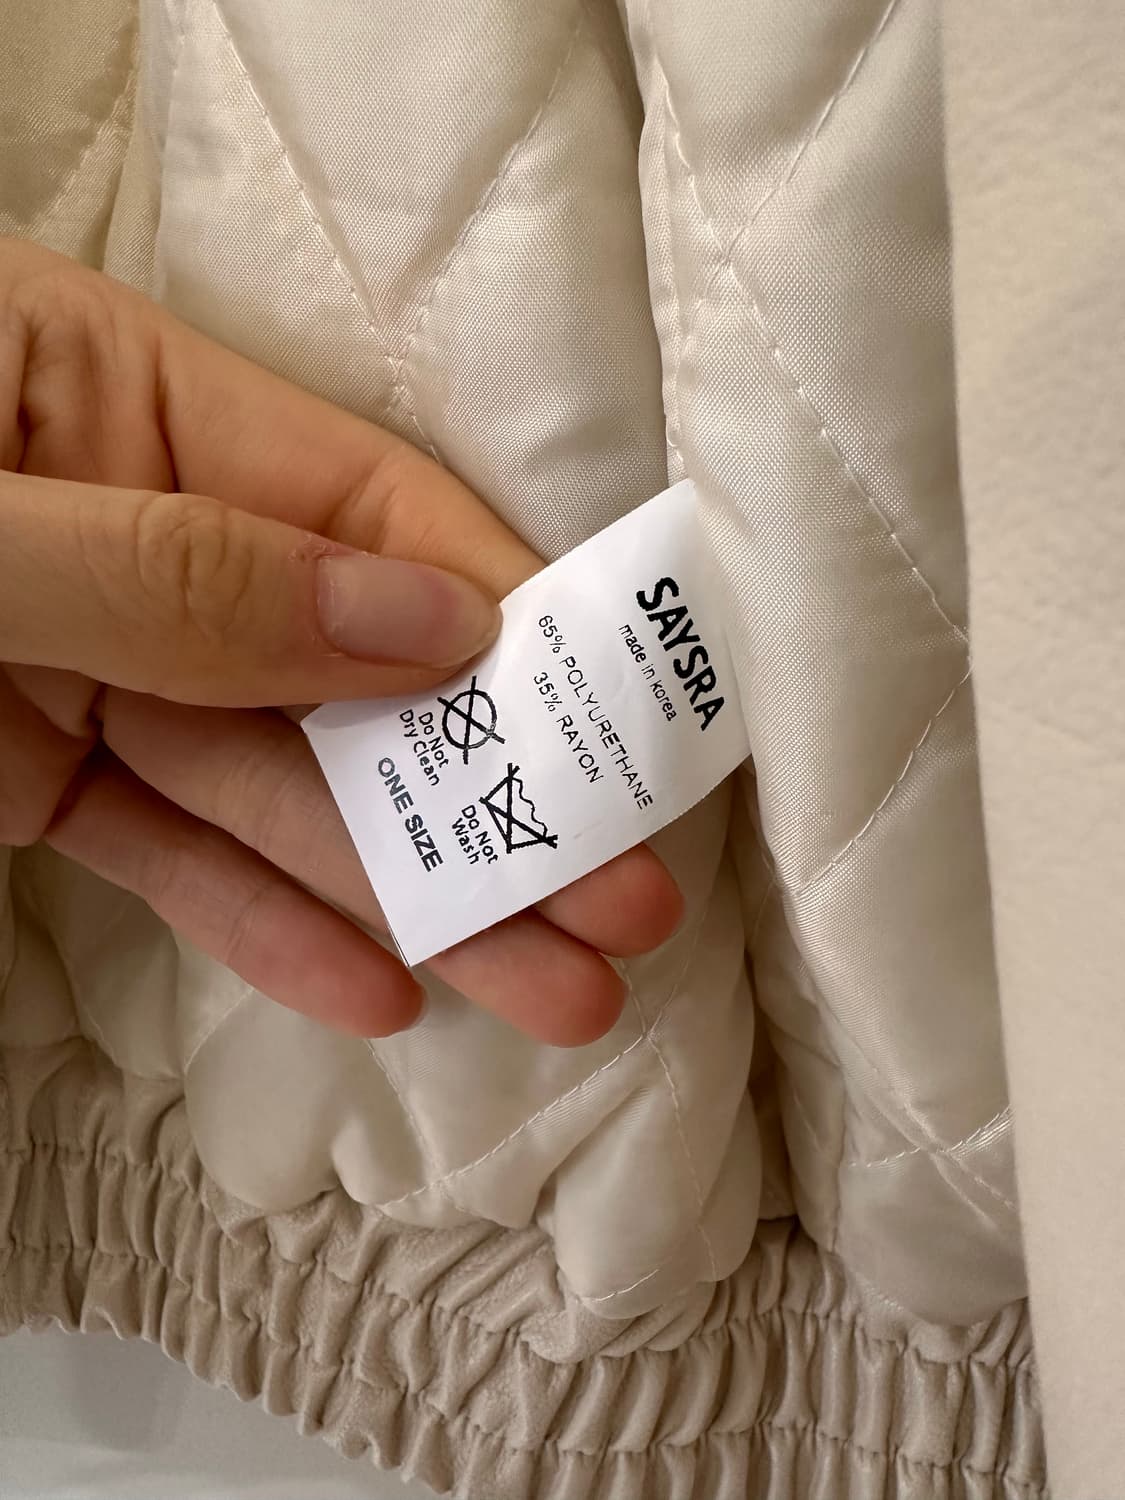 SAYSRA
made in korea
65% POLYURETHANE
35% RAYON
Do Not
Dry Clean
Do Not
Wash
ONE SIZE